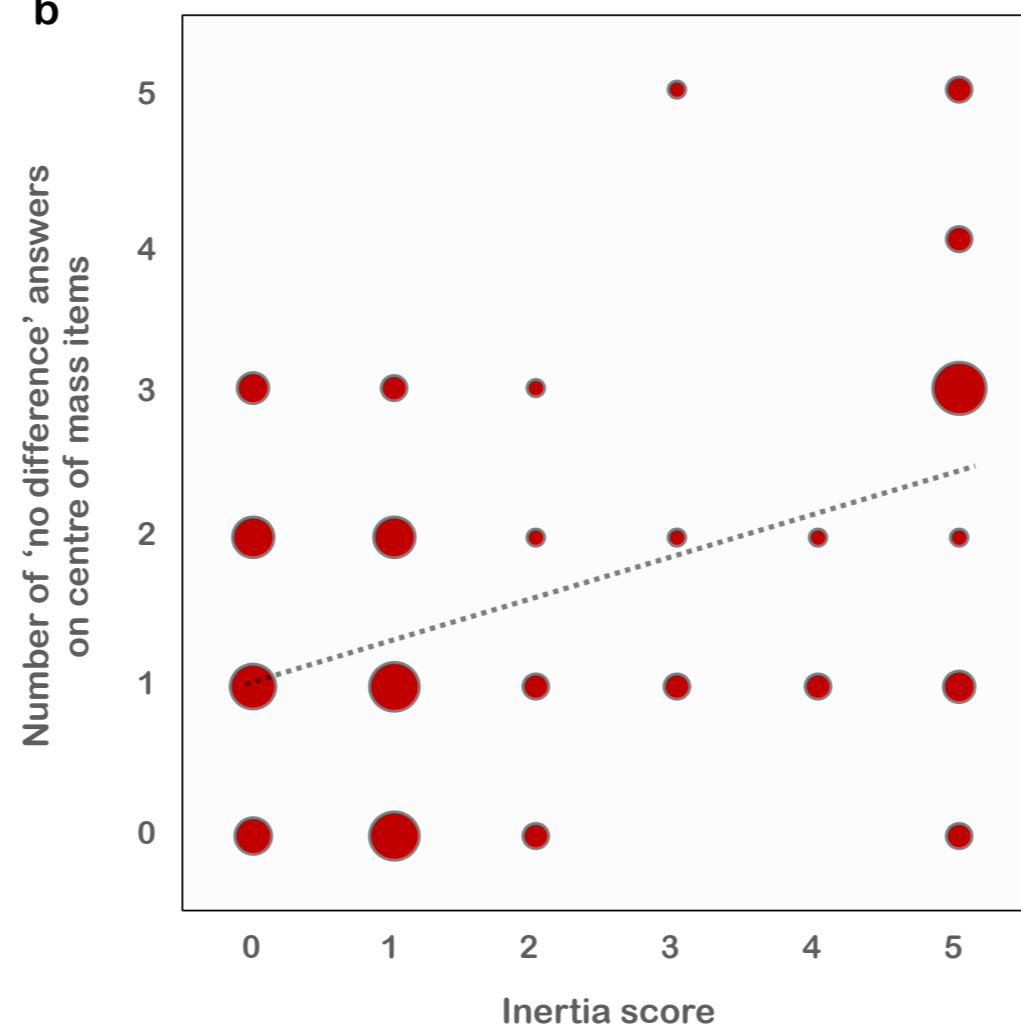 b
Number of ‘no difference’ answers
on centre of mass items
5
4
3
2
1
0
0 1 2 3 4 5
Inertia score